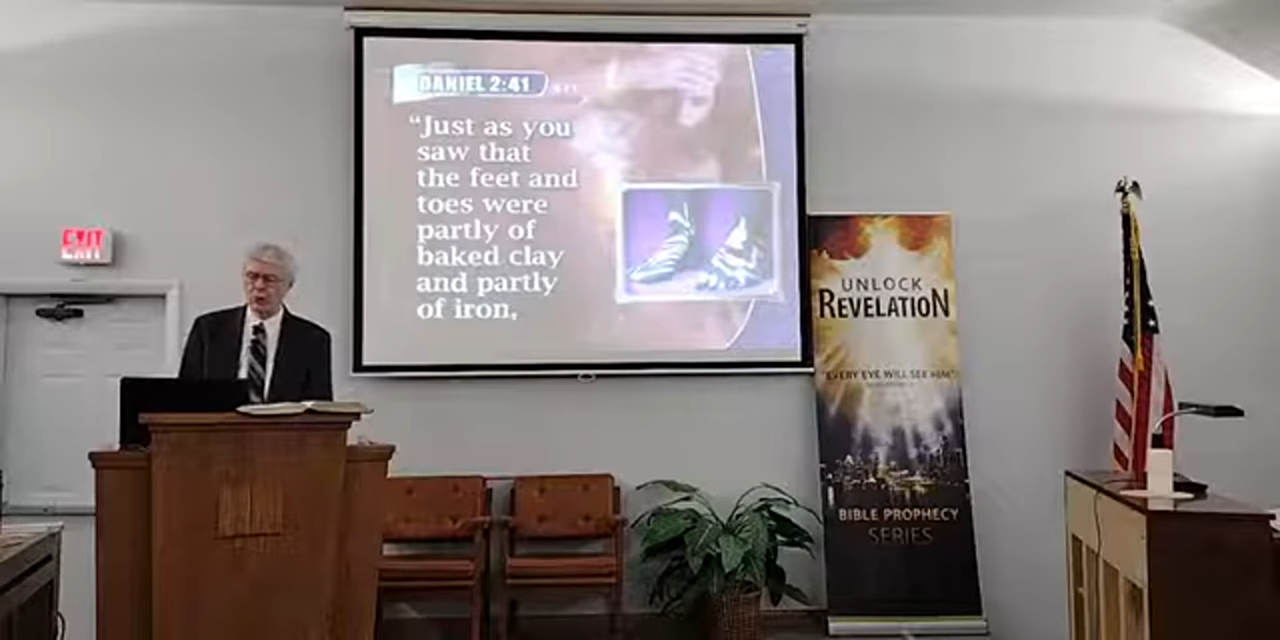 EXIT
DANIEL 2:41
“Just as you
saw that
the feet and
toes were
partly of
baked clay
and partly
of iron,
UNLOCK
REVELATION
"EVERY EYE WILL SEE HIM"
BIBLE PROPHECY
SERIES